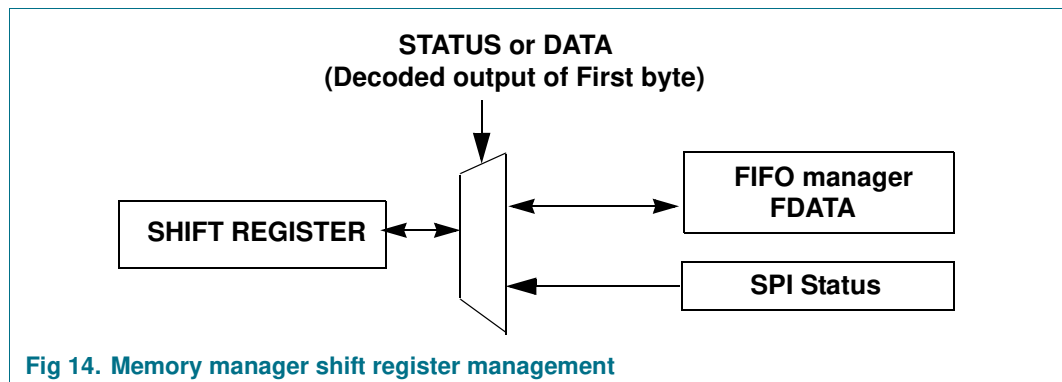 STATUS or DATA
(Decoded output of First byte)
FIFO manager
FDATA
SHIFT REGISTER
SPI Status
Fig 14. Memory manager shift register management